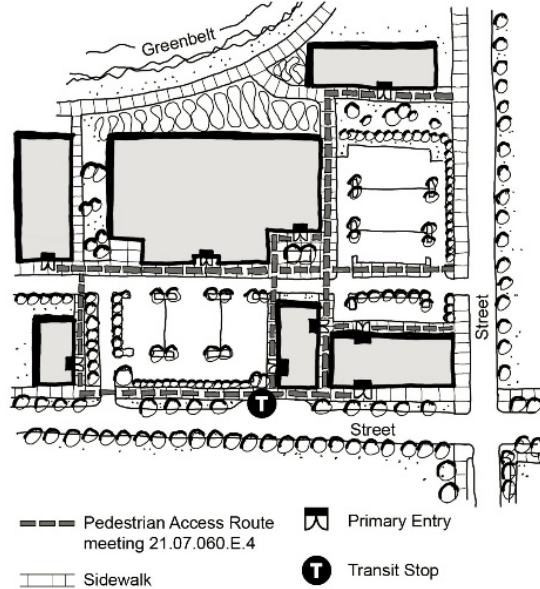 Greenbelt
Street
Street
T
Pedestrian Access Route
meeting 21.07.060.E.4
Primary Entry
Sidewalk
T
Transit Stop